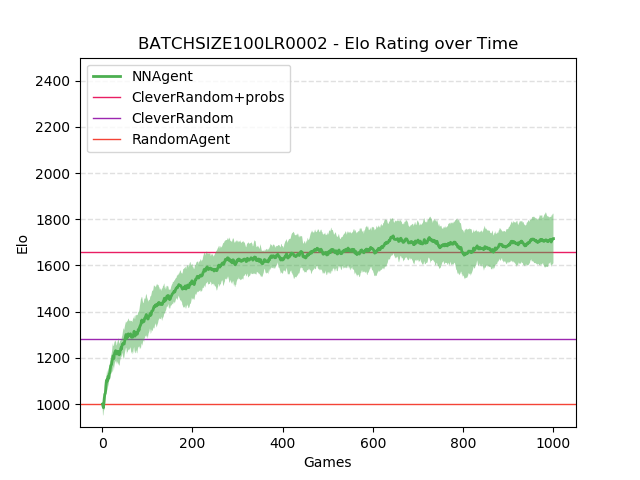 BATCHSIZE100LR0002 - Elo Rating over Time
NNAgent
CleverRandom+probs
CleverRandom
RandomAgent
Elo
2400
2200
2000
1800
1600
1400
1200
1000
0 200 400 600 800 1000
Games